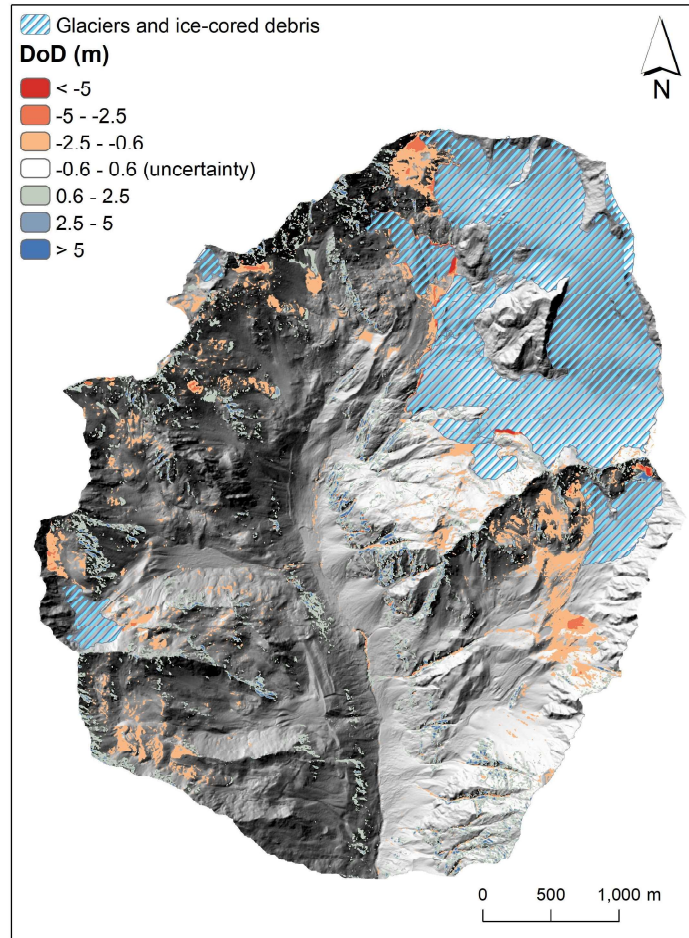 Glaciers and ice-cored debris
DoD (m)
< -5
-5 - -2.5
-2.5 - -0.6
-0.6 - 0.6 (uncertainty)
0.6 - 2.5
2.5 - 5
> 5
N
0 500 1,000 m